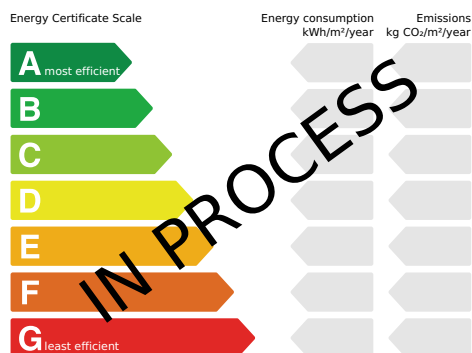 Energy Certificate Scale
Energy consumption
kWh/m²/year
Emissions
kg CO₂/m²/year
A most efficient
B
C
D
E
F
G least efficient
IN PROCESS